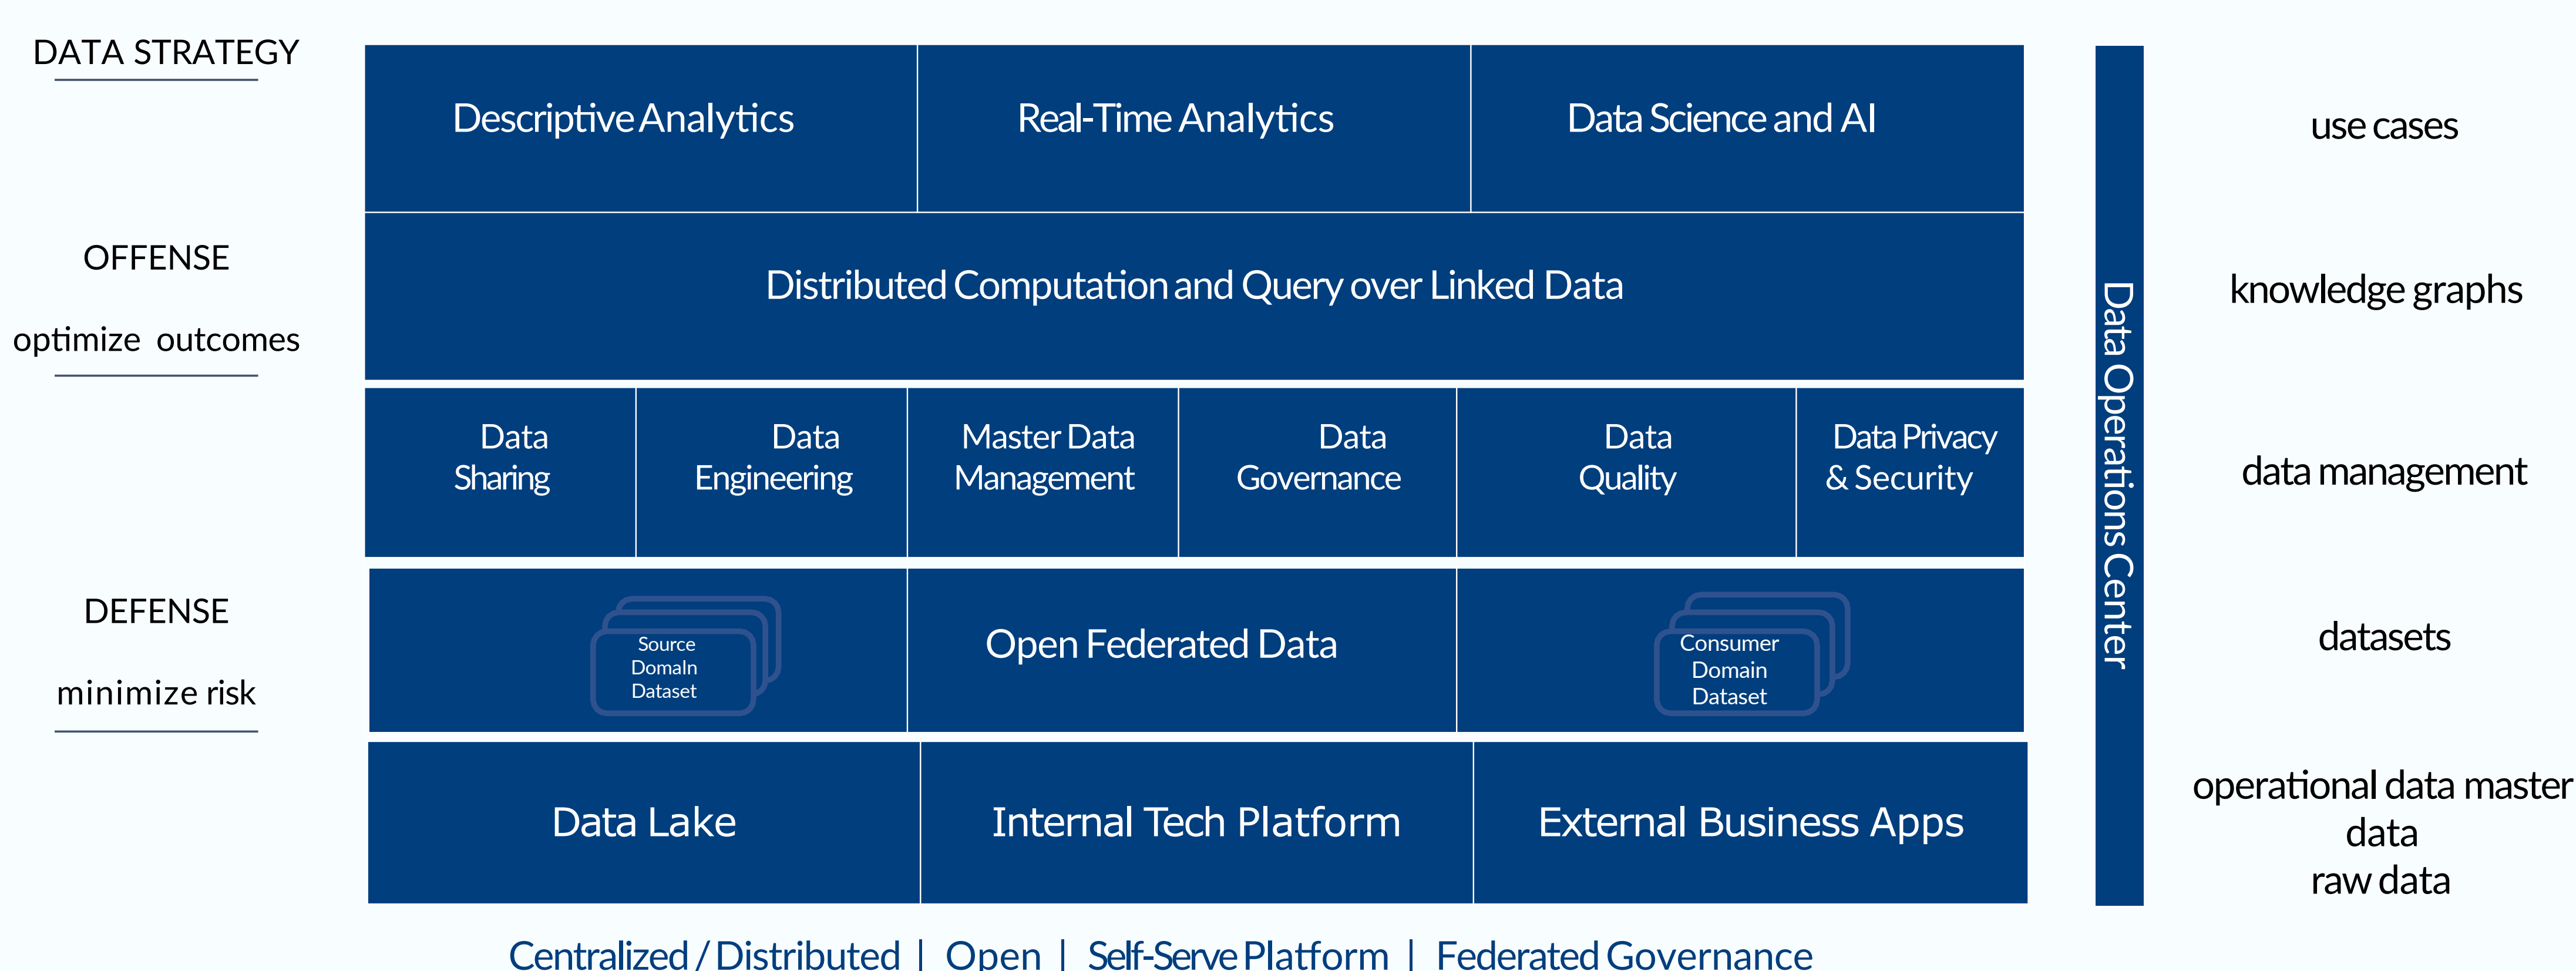 DATA STRATEGY
Descriptive Analytics
Real-Time Analytics
Data Science and AI
use cases
OFFENSE
optimize outcomes
Distributed Computation and Query over Linked Data
knowledge graphs
Data
Sharing
Data
Engineering
Master Data
Management
Data
Governance
Data
Quality
Data Privacy
& Security
data management
DEFENSE
minimize risk
Source
Domaln
Dataset
Open Federated Data
Consumer
Domain
Dataset
datasets
Data Lake
Internal Tech Platform
External Business Apps
operational data master
data
raw data
Data Operations Center
Centralized / Distributed | Open | Self-Serve Platform | Federated Governance